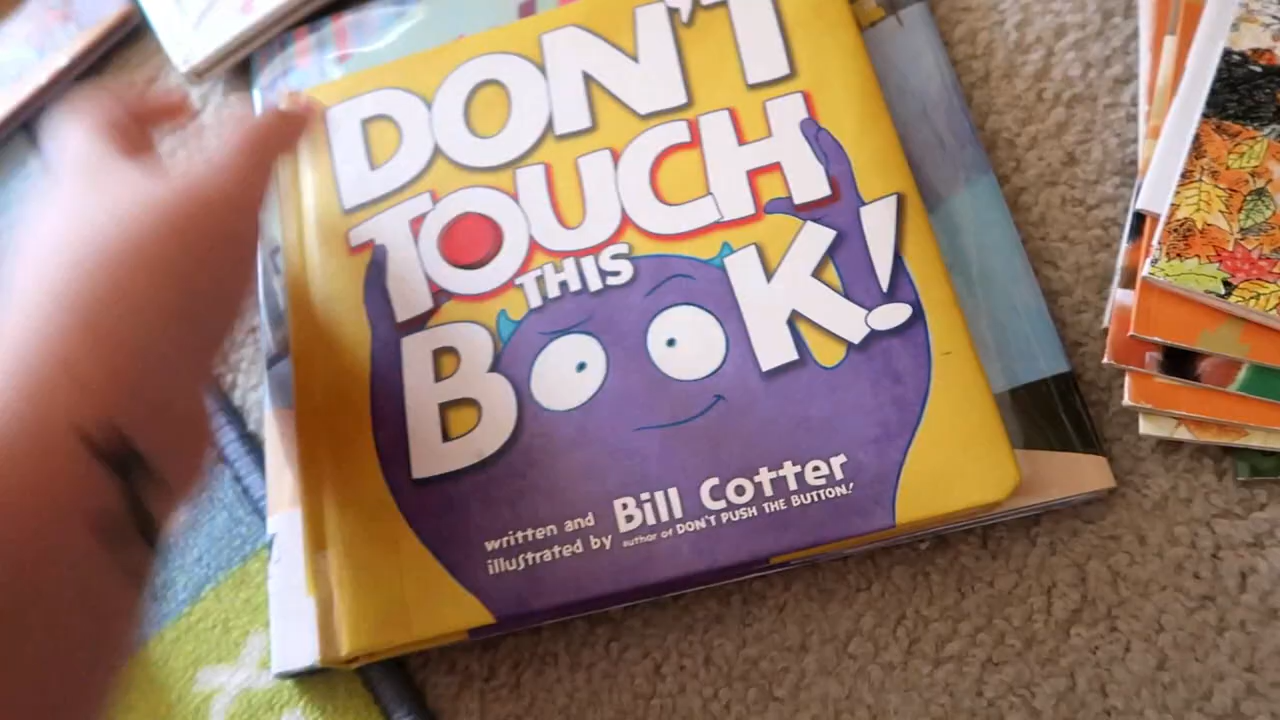 DON'T
TOUCH
THIS
BOOK!
written and
illustrated by
Bill Cotter
author of DON'T PUSH THE BUTTON!